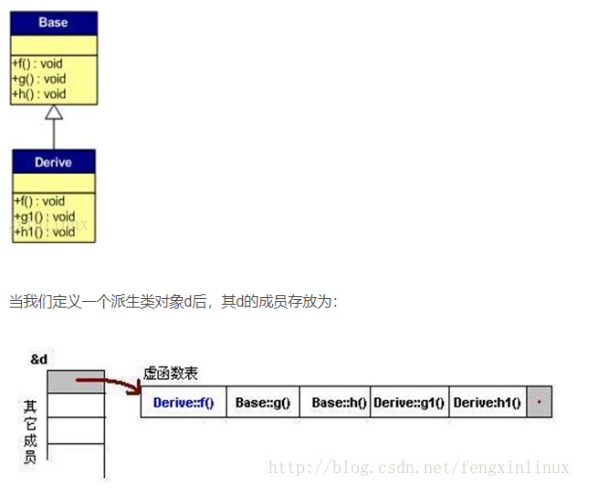 Base
+f() : void
+g() : void
+h() : void
Derive
+f() : void
+g1() : void
+h1() : void
当我们定义一个派生类对象d后，其d的成员存放为：
&d
虚函数表
其它成员
Derive::f()
Base::g()
Base::h()
Derive::g1()
Derive:h1()
http://blog.csdn.net/fengxinlinux